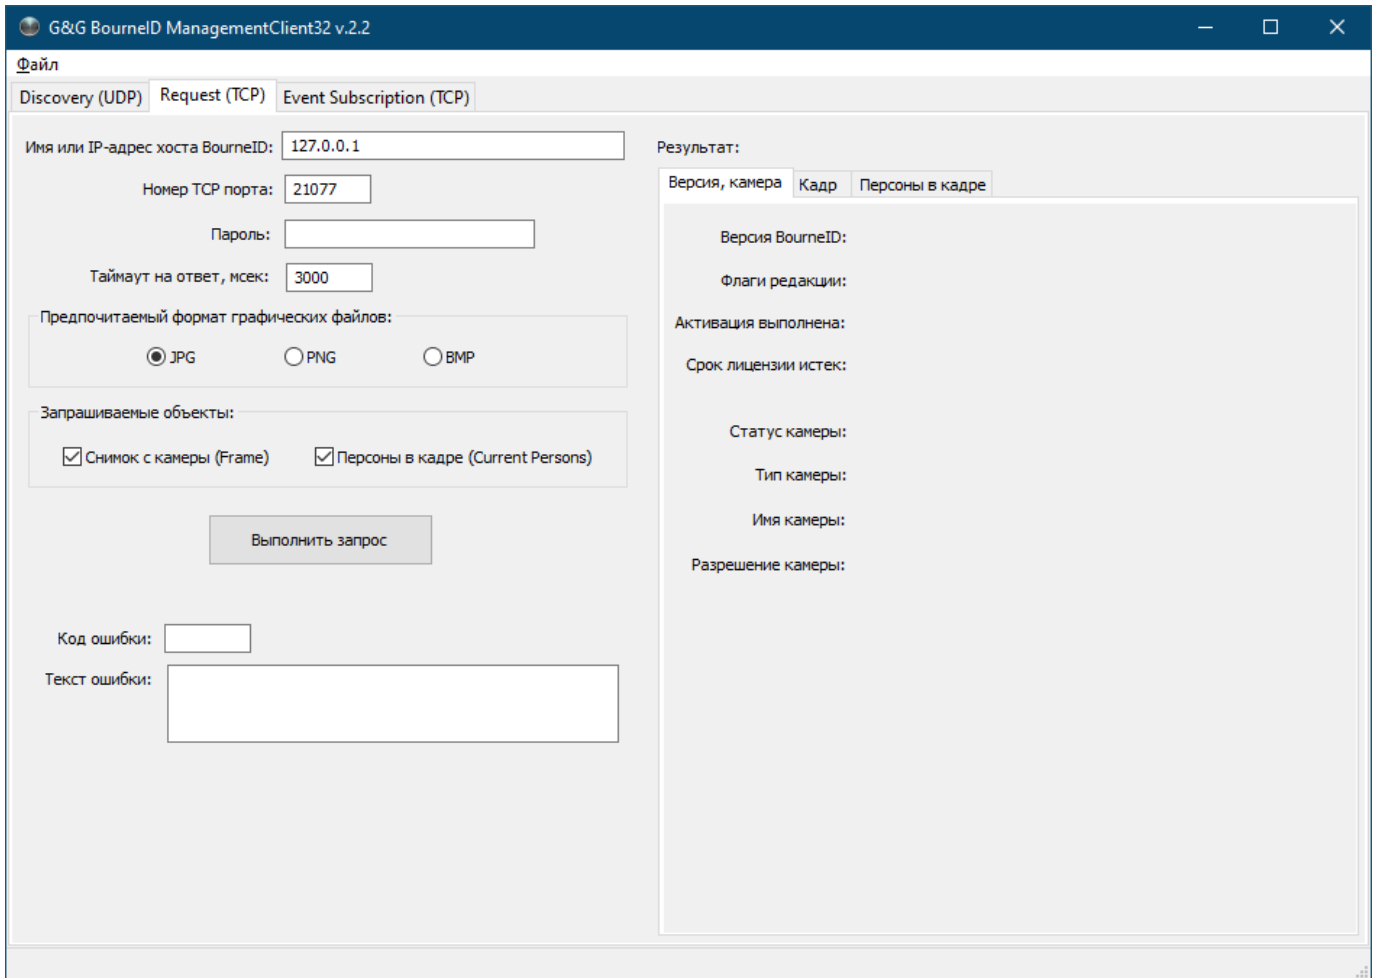 G&G BourneID ManagementClient32 v.2.2
Файл
Discovery (UDP) Request (TCP) Event Subscription (TCP)
Имя или IP-адрес хоста BourneID: 127.0.0.1
Номер TCP порта: 21077
Пароль:
Таймаут на ответ, мсек: 3000
Предпочитаемый формат графических файлов:
JPG PNG BMP
Запрашиваемые объекты:
Снимок с камеры (Frame) Персоны в кадре (Current Persons)
Выполнить запрос
Код ошибки:
Текст ошибки:
Результат:
Версия, камера Кадр Персоны в кадре
Версия BourneID:
Флаги редакции:
Активация выполнена:
Срок лицензии истек:
Статус камеры:
Тип камеры:
Имя камеры:
Разрешение камеры: